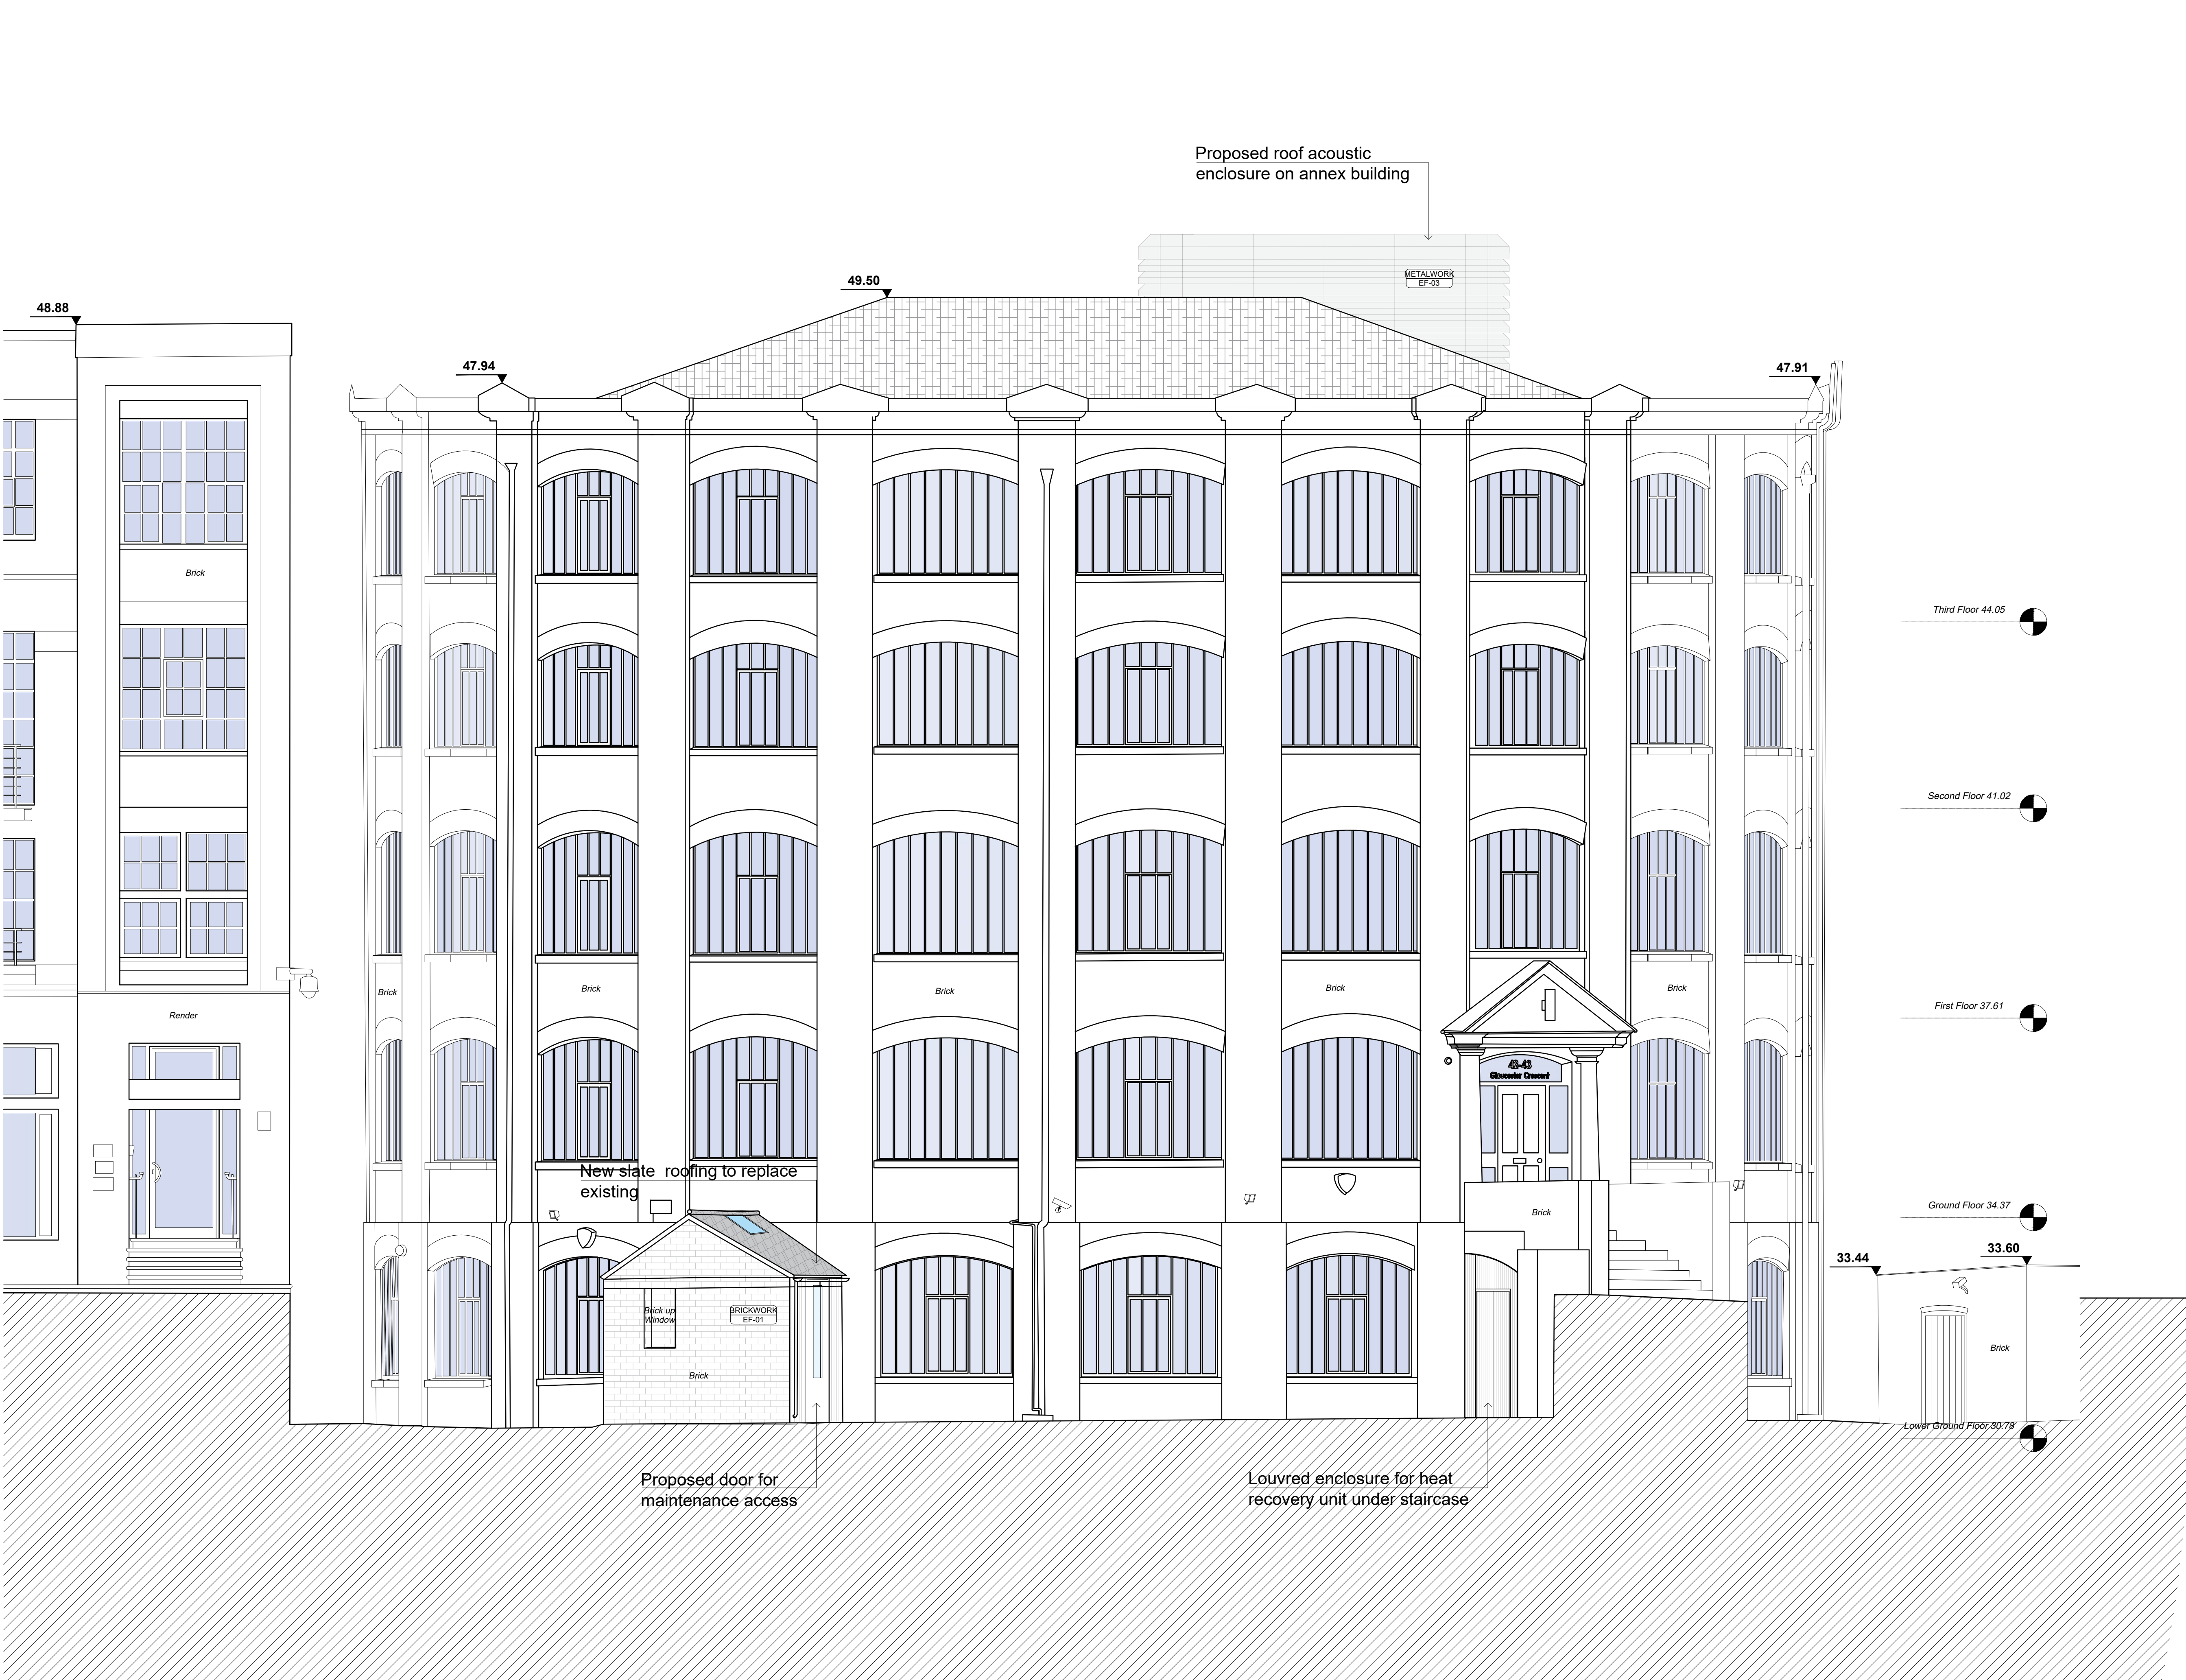 Proposed roof acoustic
enclosure on annex building
METALWORK
EF-03
49.50
48.88
47.94
47.91
Brick
Third Floor 44.05
Second Floor 41.02
Brick
Brick
Brick
Brick
Brick
First Floor 37.61
Render
42-43
Gloucester Crescent
New slate roofing to replace
existing
Ground Floor 34.37
Brick
33.44
33.60
Brick up
Window
BRICKWORK
EF-01
Brick
Brick
Lower Ground Floor 30.78
Proposed door for
maintenance access
Louvred enclosure for heat
recovery unit under staircase